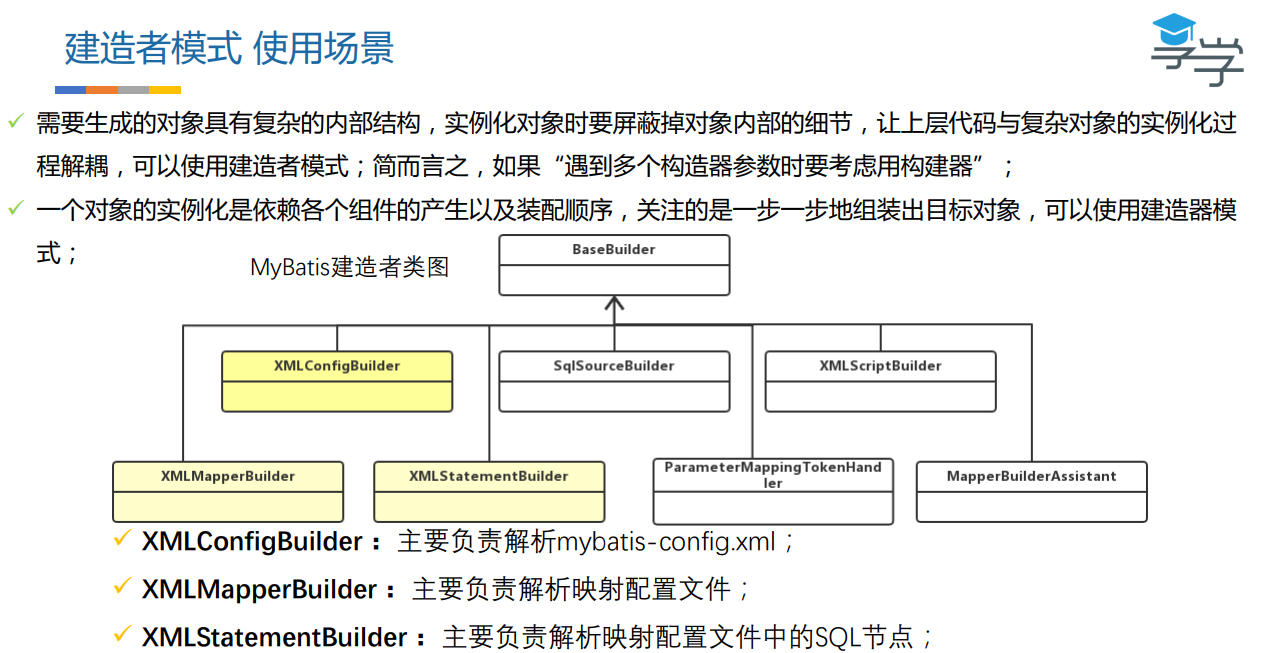 建造者模式 使用场景
享学
需要生成的对象具有复杂的内部结构，实例化对象时要屏蔽掉对象内部的细节，让上层代码与复杂对象的实例化过
程解耦，可以使用建造者模式；简而言之，如果“遇到多个构造器参数时要考虑用构建器”；
一个对象的实例化是依赖各个组件的产生以及装配顺序，关注的是一步一步地组装出目标对象，可以使用建造器模
式；
MyBatis建造者类图
BaseBuilder
XMLConfigBuilder
SqlSourceBuilder
XMLScriptBuilder
XMLMapperBuilder
XMLStatementBuilder
ParameterMappingTokenHand
ler
MapperBuilderAssistant
XMLConfigBuilder： 主要负责解析mybatis-config.xml；
XMLMapperBuilder： 主要负责解析映射配置文件；
XMLStatementBuilder： 主要负责解析映射配置文件中的SQL节点；